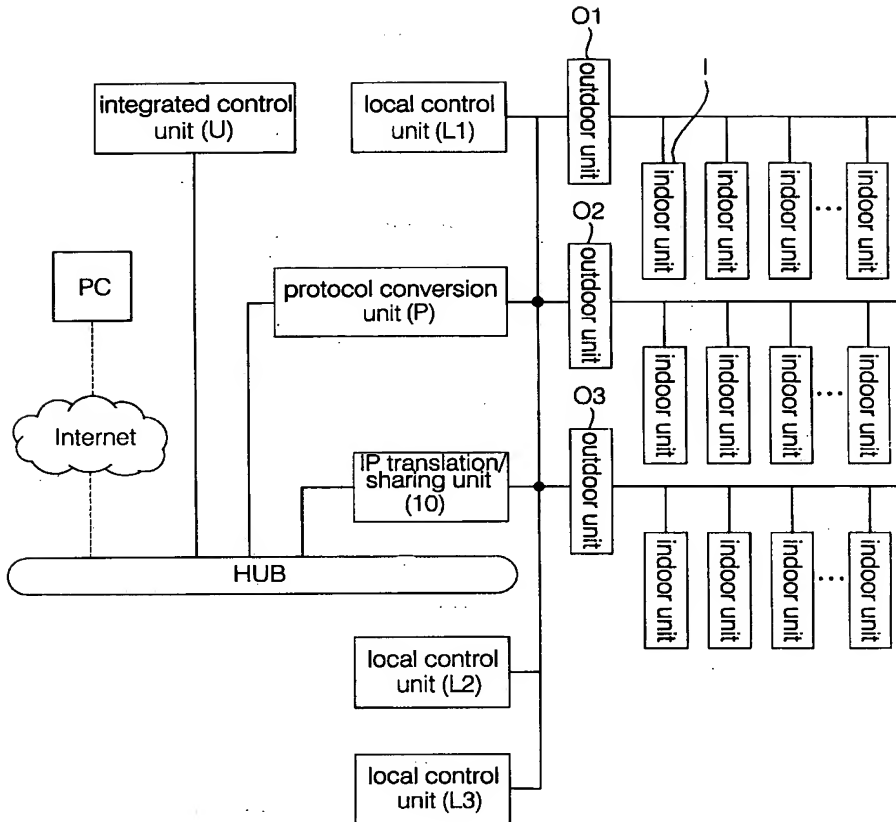 O1
I
integrated control
unit (U)
local control
unit (L1)
outdoor unit
indoor unit
indoor unit
indoor unit
...
indoor unit
O2
PC
protocol conversion
unit (P)
outdoor unit
indoor unit
indoor unit
indoor unit
...
indoor unit
O3
Internet
IP translation/
sharing unit
(10)
outdoor unit
indoor unit
indoor unit
indoor unit
...
indoor unit
HUB
local control
unit (L2)
local control
unit (L3)